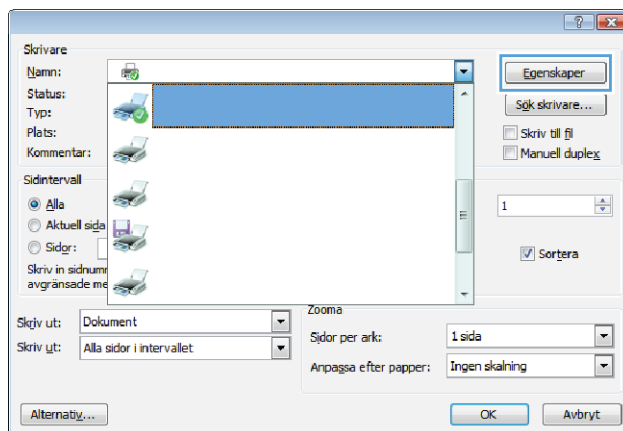 Skrivare
Namn:
Egenskaper
Status:
Typ:
Sök skrivare...
Plats:
Skriv till fil
Kommentar:
Manuell duplex
Sidintervall
Alla
1
Aktuell sida
Sidor:
Sortera
Skriv in sidnumr
avgränsade me
Zooma
Skriv ut: Dokument
Sidor per ark: 1 sida
Skriv ut: Alla sidor i intervallet
Anpassa efter papper: Ingen skalning
Alternativ...
OK
Avbryt